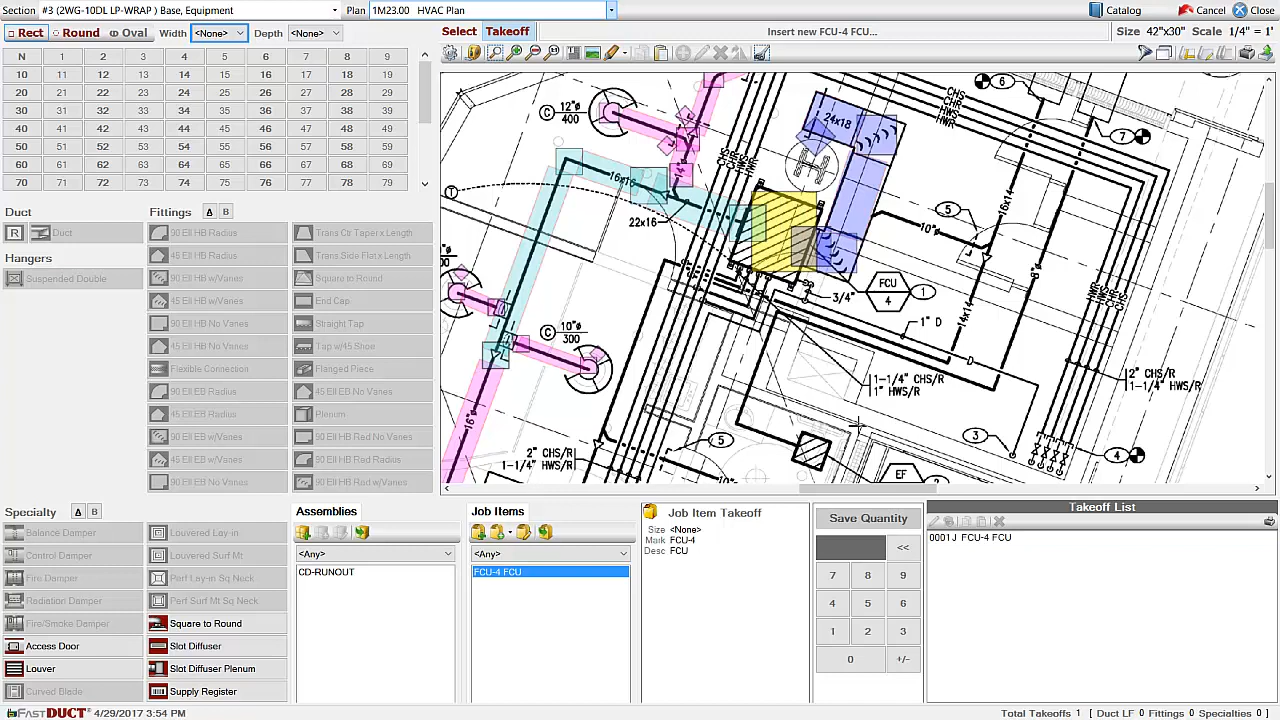 Section #3 (2WG-10DL LP-WRAP ) Base, Equipment Plan 1M23.00 HVAC Plan Catalog Cancel Close
Rect Round Oval Width <None> Depth <None> Select Takeoff Insert new FCU-4 FCU... Size 42"x30" Scale 1/4" = 1'
N 1 2 3 4 5 6 7 8 9
10 11 12 13 14 15 16 17 18 19
20 21 22 23 24 25 26 27 28 29
30 31 32 33 34 35 36 37 38 39
40 41 42 43 44 45 46 47 48 49
50 51 52 53 54 55 56 57 58 59
60 61 62 63 64 65 66 67 68 69
70 71 72 73 74 75 76 77 78 79
Duct
R Duct
Hangers
Suspended Double
Fittings A B
90 Ell HB Radius
45 Ell HB Radius
90 Ell HB w/Vanes
45 Ell HB w/Vanes
90 Ell HB No Vanes
45 Ell HB No Vanes
Flexible Connection
90 Ell EB Radius
45 Ell EB Radius
90 Ell EB w/Vanes
45 Ell EB w/Vanes
90 Ell EB No Vanes
Trans Ctr Taper x Length
Trans Side Flat x Length
Square to Round
End Cap
Straight Tap
Tap w/45 Shoe
Flanged Piece
45 Ell EB No Vanes
Plenum
90 Ell HB Red No Vanes
90 Ell HB Red Radius
90 Ell HB Red w/Vanes
C 12"ø
400
24x18
H
6
7
T
16x16
14"
22x16
5
10"ø
16x14
8"ø
FCU
4
1
3/4"
1" D
14x14
D
C 10"ø
300
1-1/4" CHS/R
1" HWS/R
2" CHS/R
1-1/4" HWS/R
16"ø
2" CHS/R
1-1/4" HWS/R
5
3
4
EF
Specialty A B
Balance Damper
Control Damper
Fire Damper
Radiation Damper
Fire/Smoke Damper
Access Door
Louver
Curved Blade
Louvered Lay-in
Louvered Surf Mt
Perf Lay-in Sq Neck
Perf Surf Mt Sq Neck
Square to Round
Slot Diffuser
Slot Diffuser Plenum
Supply Register
Assemblies
<Any>
CD-RUNOUT
Job Items
<Any>
FCU-4 FCU
Job Item Takeoff
Size <None>
Mark FCU-4
Desc FCU
Save Quantity
<<
7 8 9
4 5 6
1 2 3
0 +/-
Takeoff List
0001J FCU-4 FCU
FASTDUCT 4/29/2017 3:54 PM Total Takeoffs 1 [ Duct LF 0 Fittings 0 Specialties 0 ]